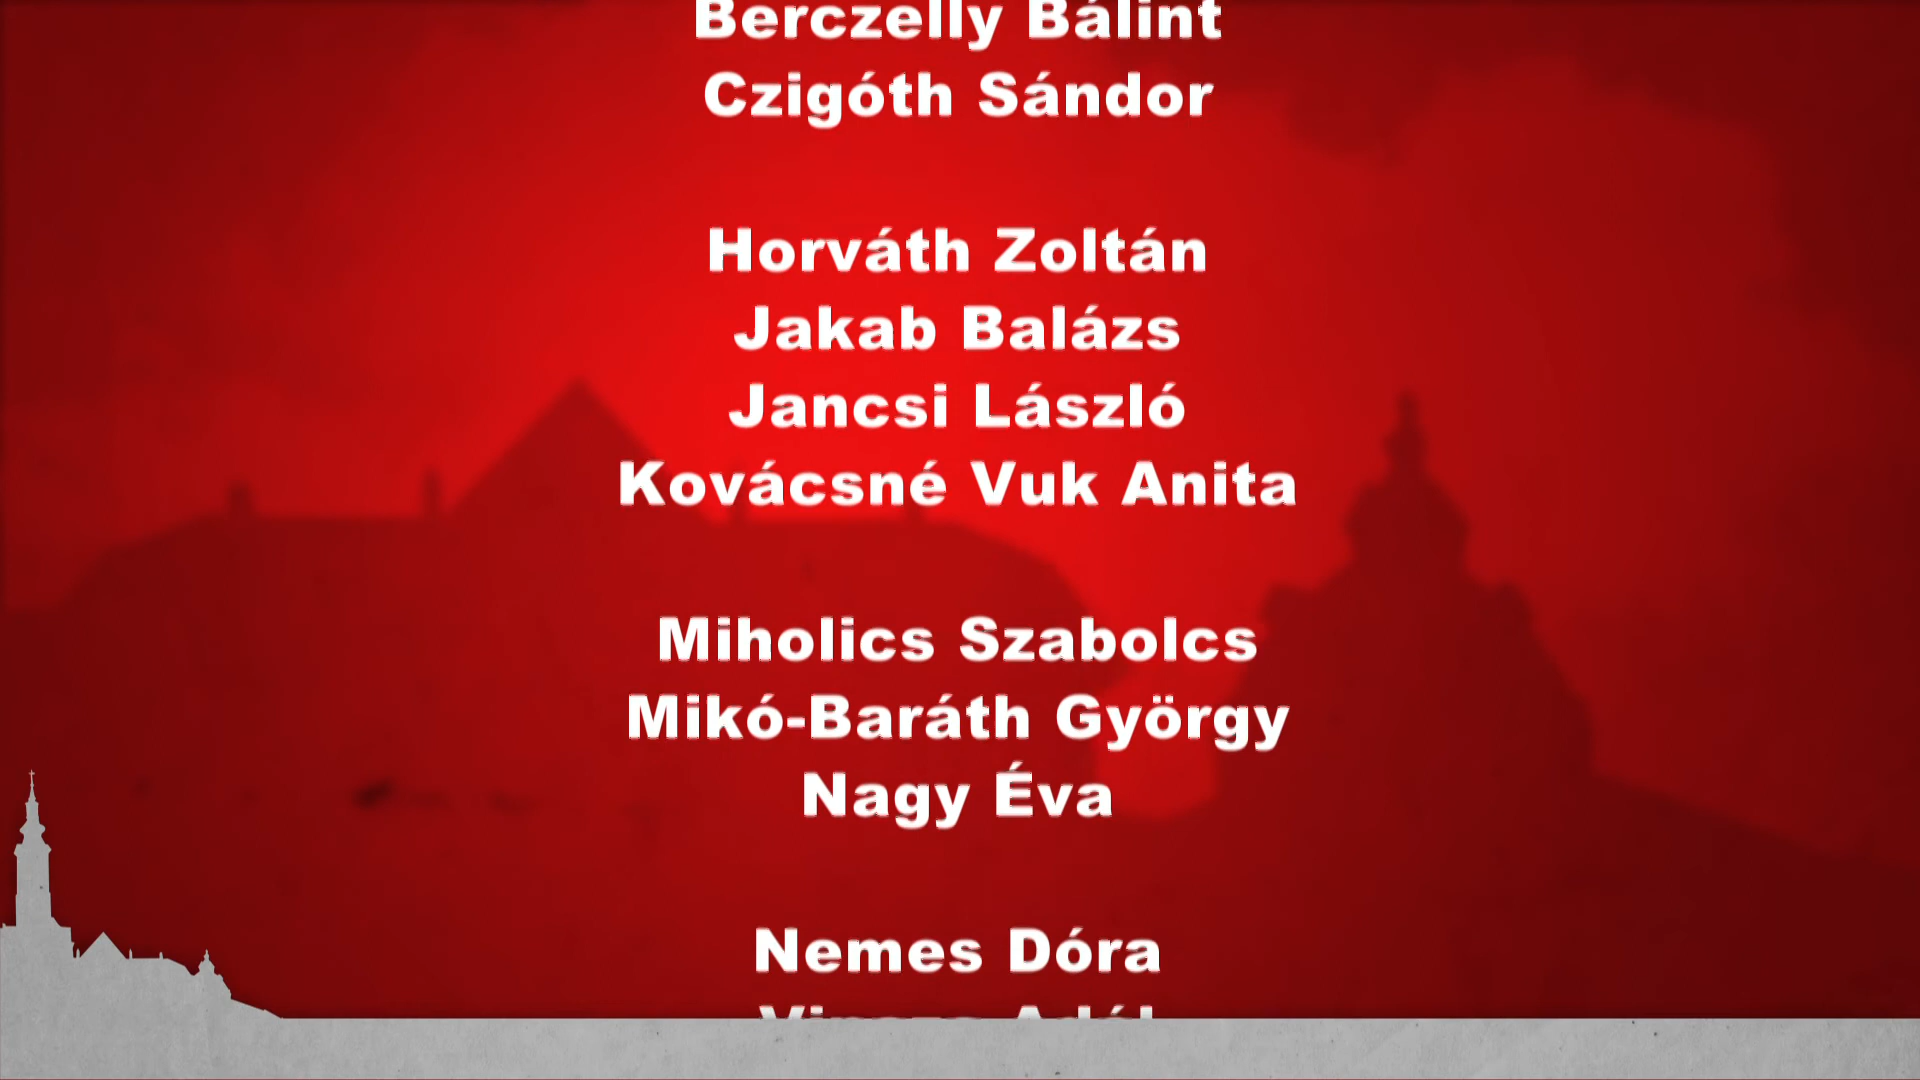 Berczelly Bálint
Czigóth Sándor
Horváth Zoltán
Jakab Balázs
Jancsi László
Kovácsné Vuk Anita
Miholics Szabolcs
Mikó-Baráth György
Nagy Éva
Nemes Dóra